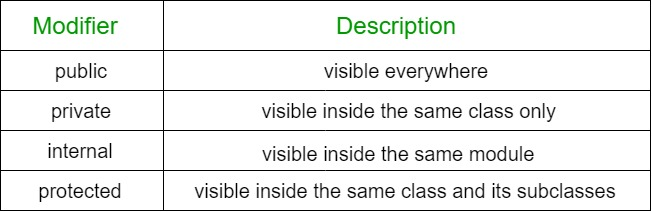 Modifier Description
public visible everywhere
private visible inside the same class only
internal visible inside the same module
protected visible inside the same class and its subclasses